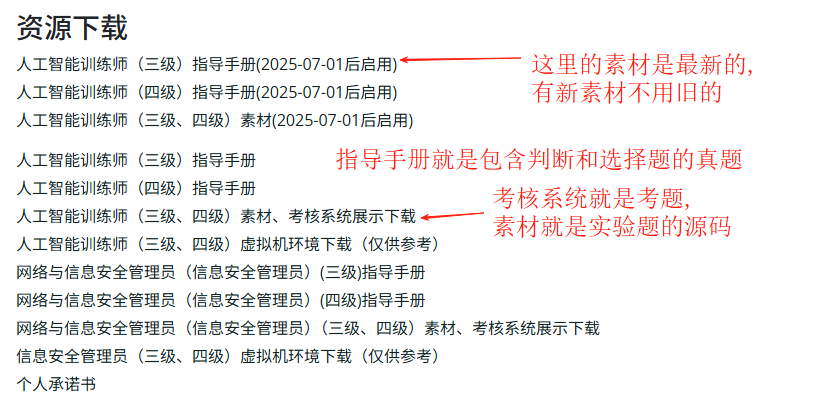 资源下载
人工智能训练师（三级）指导手册(2025-07-01后启用)
这里的素材是最新的,
有新素材不用旧的
人工智能训练师（四级）指导手册(2025-07-01后启用)
人工智能训练师（三级、四级）素材(2025-07-01后启用)
人工智能训练师（三级）指导手册
指导手册就是包含判断和选择题的真题
人工智能训练师（四级）指导手册
人工智能训练师（三级、四级）素材、考核系统展示下载
考核系统就是考题,
素材就是实验题的源码
人工智能训练师（三级、四级）虚拟机环境下载（仅供参考）
网络与信息安全管理员（信息安全管理员）(三级)指导手册
网络与信息安全管理员（信息安全管理员）(四级)指导手册
网络与信息安全管理员（信息安全管理员）（三级、四级）素材、考核系统展示下载
信息安全管理员（三级、四级）虚拟机环境下载（仅供参考）
个人承诺书